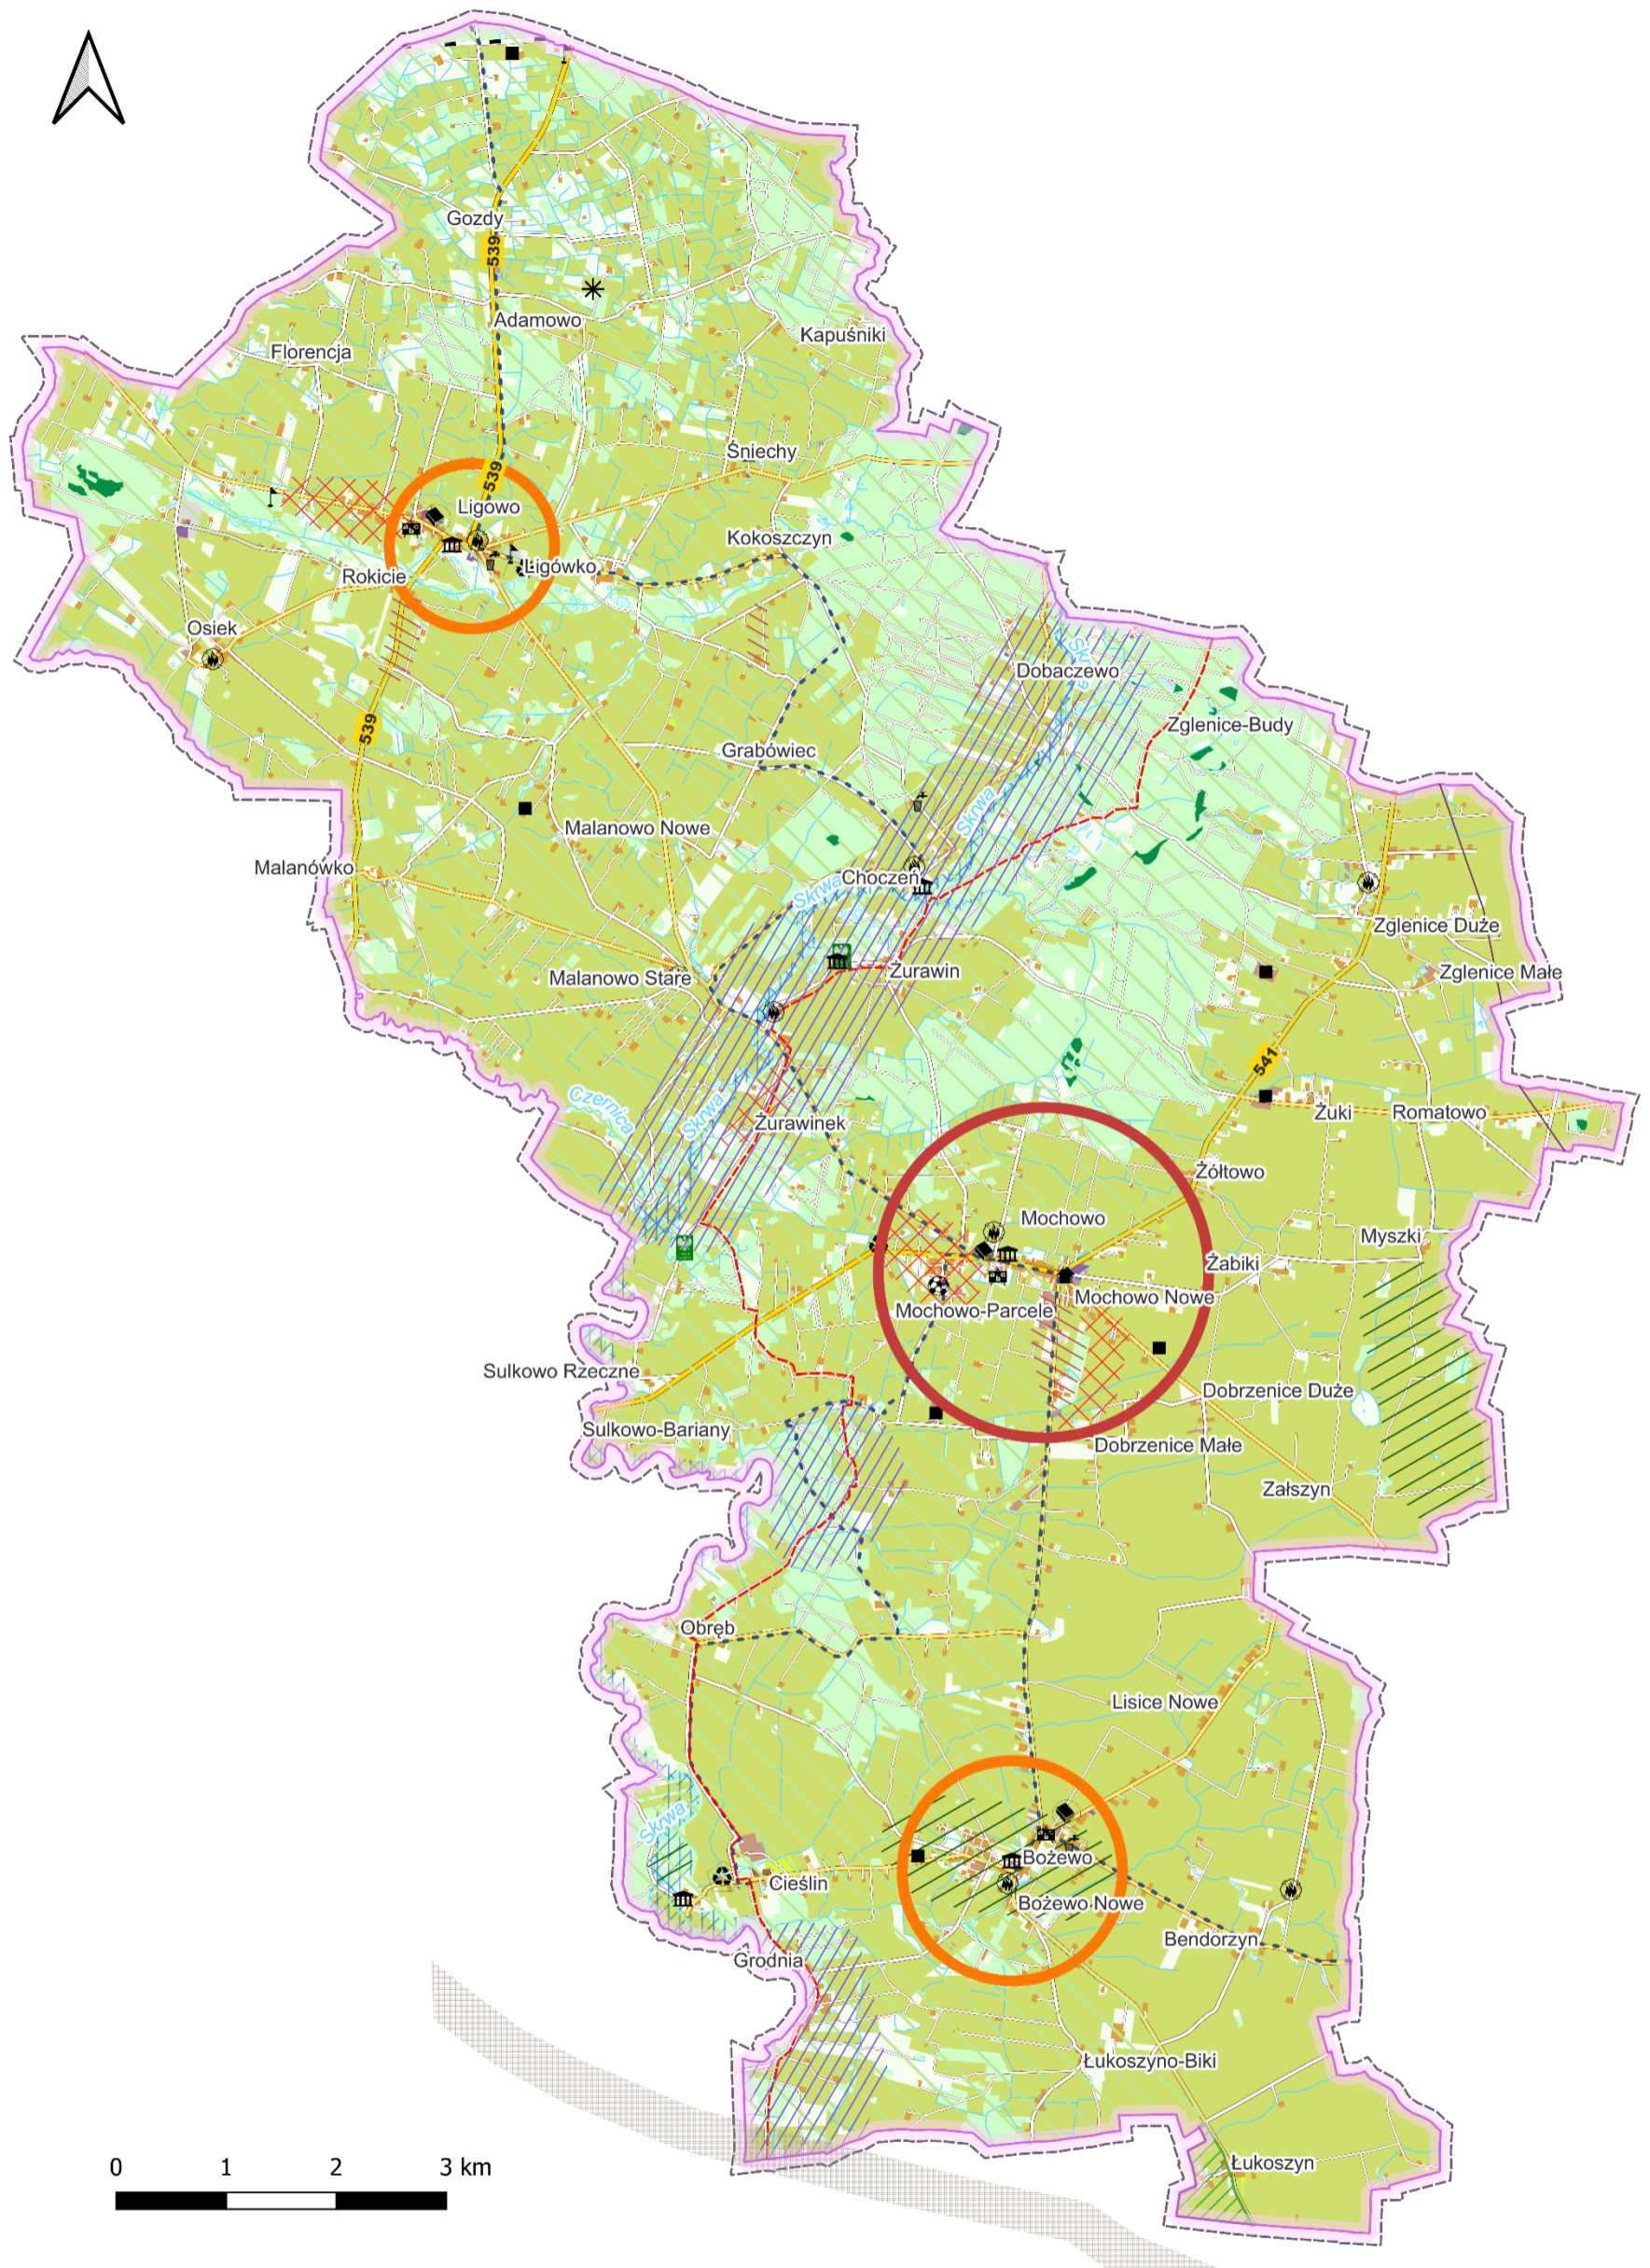 Gozdy
539
Adamowo
Kapuśniki
Florencja
Śniechy
539
Ligowo
Kokoszczyn
Ligówko
Rokicie
Osiek
Dobaczewo
Zglenice-Budy
539
Grabówiec
Skrwa
Malanowo Nowe
Malanówko
Choczeń
Skrwa
Zglenice Duże
Malanowo Stare
Żurawin
Zglenice Małe
541
Czernica
Skrwa
Żurawinek
Żuki
Romatowo
Żółtowo
Mochowo
Myszki
Żabiki
Mochowo Nowe
Mochowo-Parcele
Sulkowo Rzeczne
Dobrzenice Duże
Sulkowo-Bariany
Dobrzenice Małe
Załszyn
Obręb
Lisice Nowe
Skrwa
Bożewo
Cieślin
Bożewo Nowe
Bendorzyn
Grodnia
Łukoszyno-Biki
Łukoszyn
0 1 2 3 km